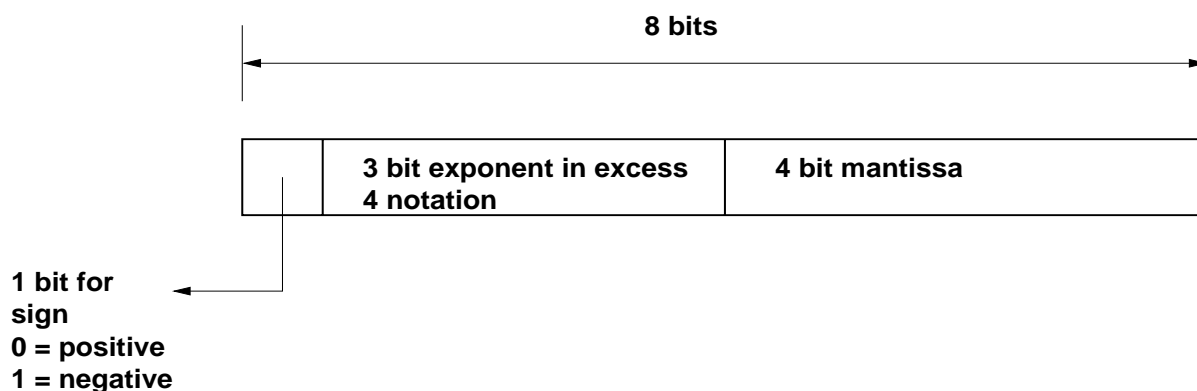 8 bits
3 bit exponent in excess
4 notation
4 bit mantissa
1 bit for
sign
0 = positive
1 = negative